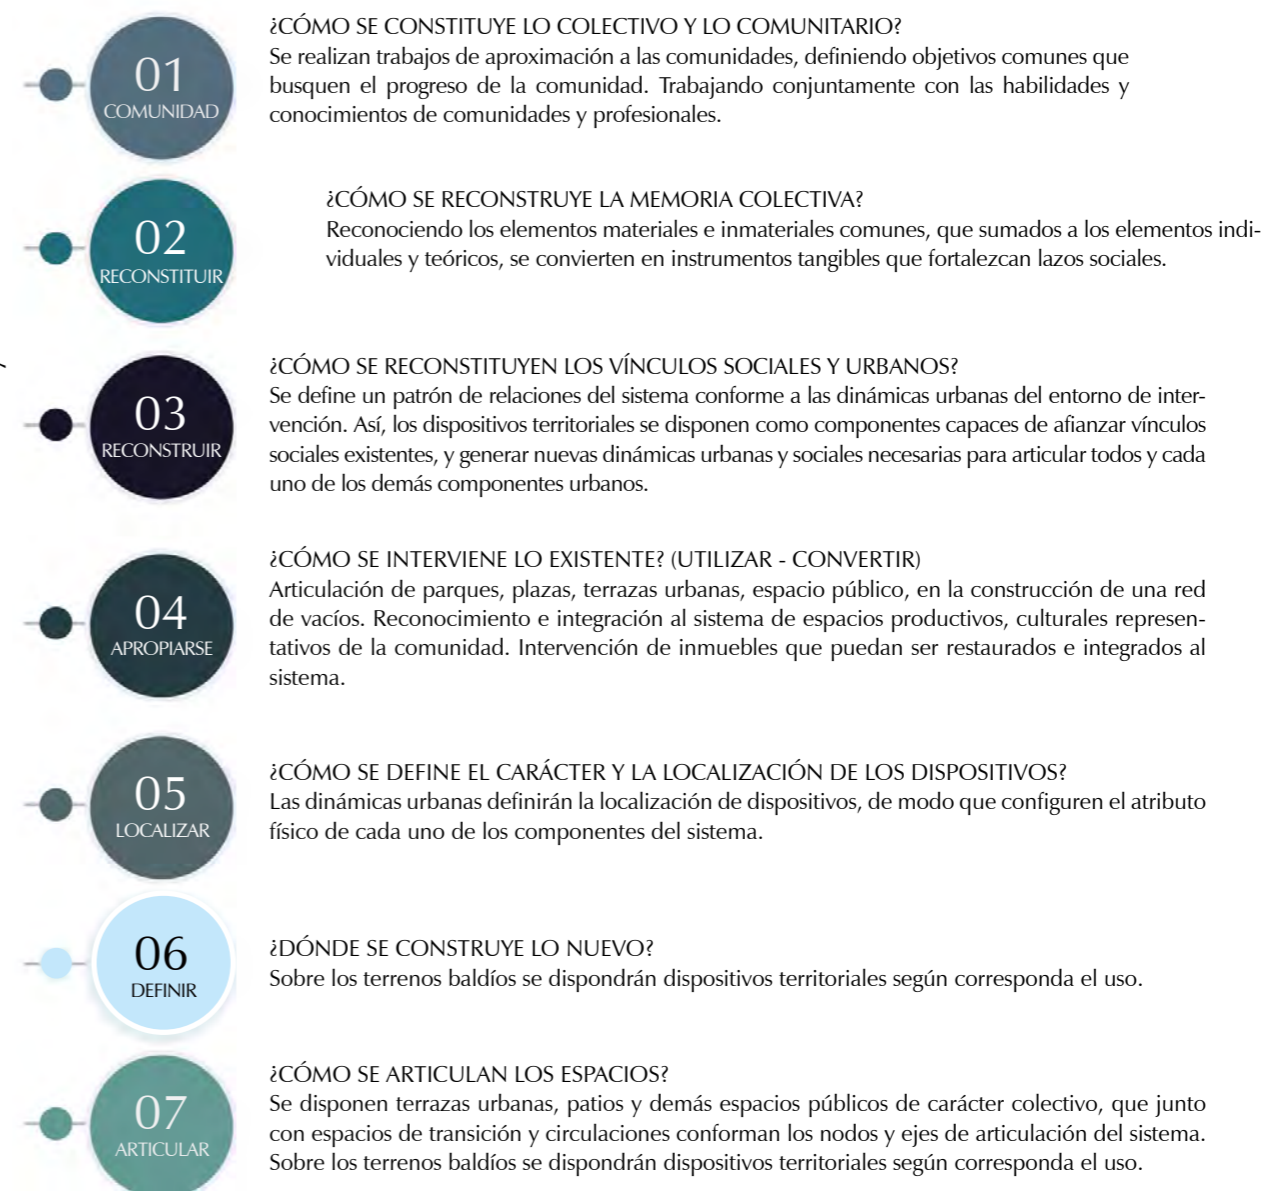 01
COMUNIDAD
¿CÓMO SE CONSTITUYE LO COLECTIVO Y LO COMUNITARIO?
Se realizan trabajos de aproximación a las comunidades, definiendo objetivos comunes que
busquen el progreso de la comunidad. Trabajando conjuntamente con las habilidades y
conocimientos de comunidades y profesionales.
02
RECONSTITUIR
¿CÓMO SE RECONSTRUYE LA MEMORIA COLECTIVA?
Reconociendo los elementos materiales e inmateriales comunes, que sumados a los elementos indi-
viduales y teóricos, se convierten en instrumentos tangibles que fortalezcan lazos sociales.
03
RECONSTRUIR
¿CÓMO SE RECONSTITUYEN LOS VÍNCULOS SOCIALES Y URBANOS?
Se define un patrón de relaciones del sistema conforme a las dinámicas urbanas del entorno de inter-
vención. Así, los dispositivos territoriales se disponen como componentes capaces de afianzar vínculos
sociales existentes, y generar nuevas dinámicas urbanas y sociales necesarias para articular todos y cada
uno de los demás componentes urbanos.
04
APROPIARSE
¿CÓMO SE INTERVIENE LO EXISTENTE? (UTILIZAR - CONVERTIR)
Articulación de parques, plazas, terrazas urbanas, espacio público, en la construcción de una red
de vacíos. Reconocimiento e integración al sistema de espacios productivos, culturales represen-
tativos de la comunidad. Intervención de inmuebles que puedan ser restaurados e integrados al
sistema.
05
LOCALIZAR
¿CÓMO SE DEFINE EL CARÁCTER Y LA LOCALIZACIÓN DE LOS DISPOSITIVOS?
Las dinámicas urbanas definirán la localización de dispositivos, de modo que configuren el atributo
físico de cada uno de los componentes del sistema.
06
DEFINIR
¿DÓNDE SE CONSTRUYE LO NUEVO?
Sobre los terrenos baldíos se dispondrán dispositivos territoriales según corresponda el uso.
07
ARTICULAR
¿CÓMO SE ARTICULAN LOS ESPACIOS?
Se disponen terrazas urbanas, patios y demás espacios públicos de carácter colectivo, que junto
con espacios de transición y circulaciones conforman los nodos y ejes de articulación del sistema.
Sobre los terrenos baldíos se dispondrán dispositivos territoriales según corresponda el uso.